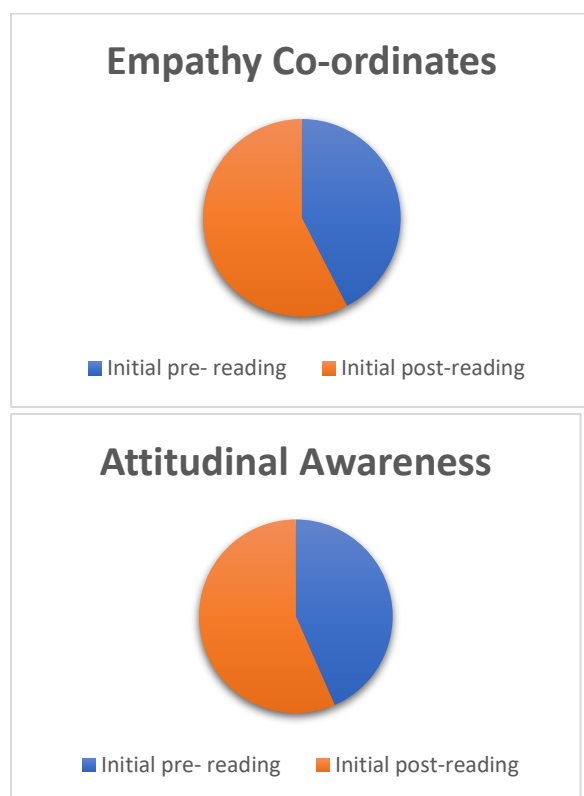 Empathy Co-ordinates
Initial pre- reading Initial post-reading
Attitudinal Awareness
Initial pre- reading Initial post-reading